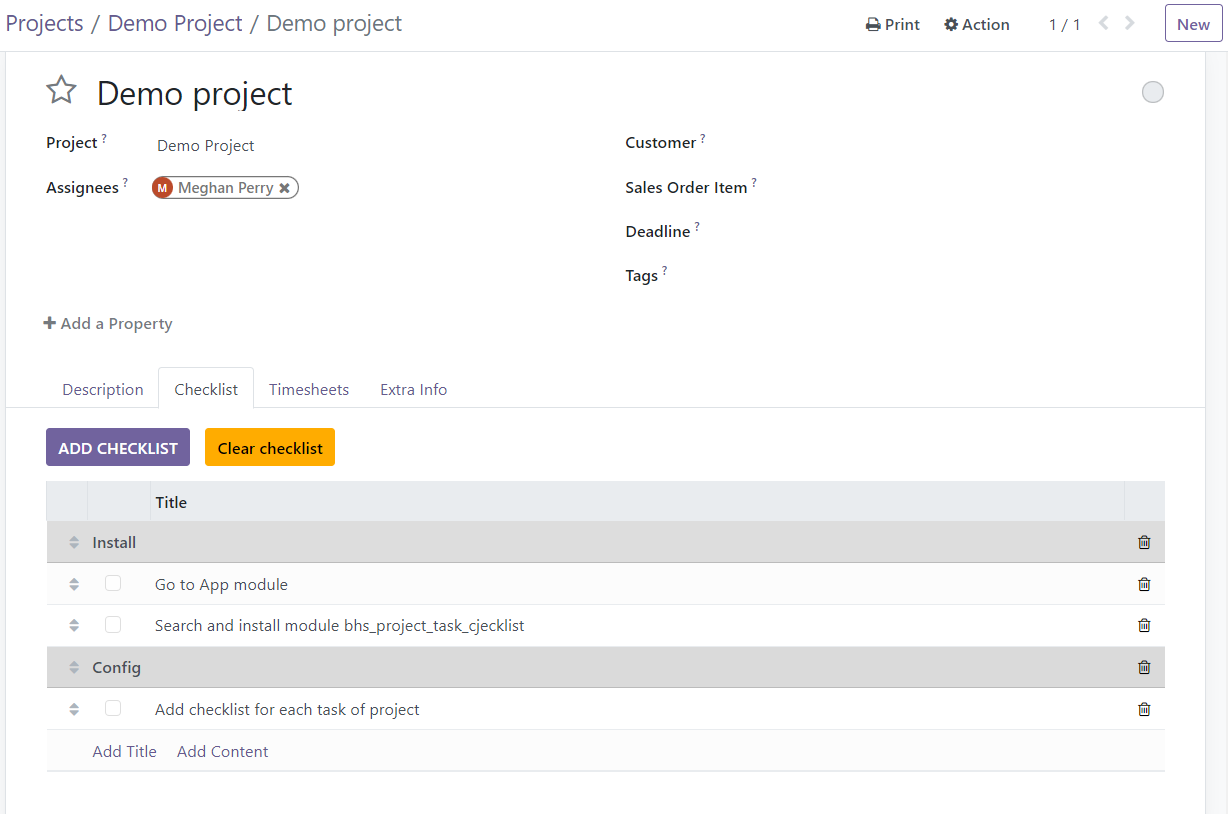 Projects / Demo Project / Demo project Print Action 1 / 1 New
Demo project
Project ? Demo Project Customer ?
Assignees ? M Meghan Perry Sales Order Item ?
Deadline ?
Tags ?
Add a Property
Description Checklist Timesheets Extra Info
ADD CHECKLIST Clear checklist
Title
Install
Go to App module
Search and install module bhs_project_task_cjecklist
Config
Add checklist for each task of project
Add Title Add Content